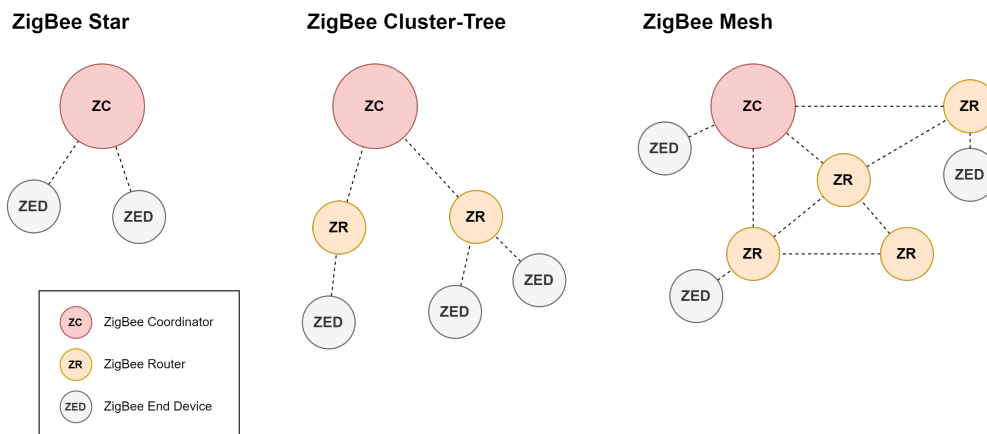 ZigBee Star
ZC
ZED
ZED
ZigBee Cluster-Tree
ZC
ZR
ZR
ZED
ZED
ZED
ZigBee Mesh
ZC
ZR
ZED
ZED
ZR
ZR
ZR
ZED
ZC ZigBee Coordinator
ZR ZigBee Router
ZED ZigBee End Device